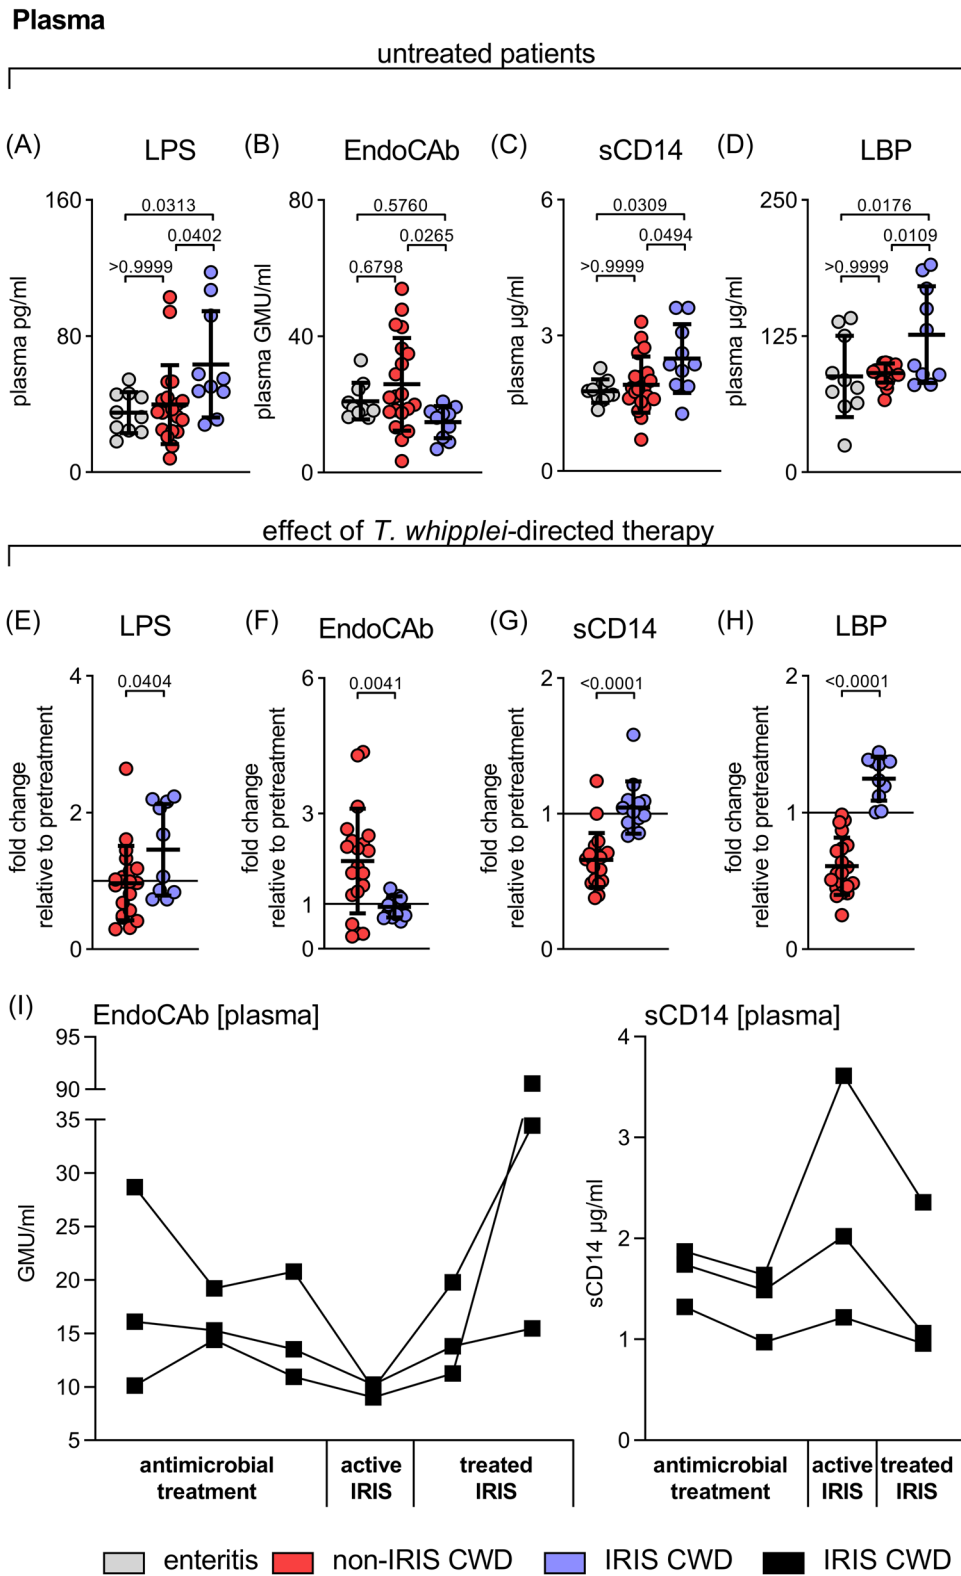 Plasma
untreated patients
(A) LPS (B) EndoCAb (C) sCD14 (D) LBP
plasma pg/ml
160
80
0
0.0313
0.0402
>0.9999
plasma GMU/ml
80
40
0
0.5760
0.0265
0.6798
plasma µg/ml
6
3
0
0.0309
0.0494
>0.9999
plasma µg/ml
250
125
0
0.0176
0.0109
>0.9999
effect of T. whipplei-directed therapy
(E) LPS (F) EndoCAb (G) sCD14 (H) LBP
fold change
relative to pretreatment
4
2
0
0.0404
fold change
relative to pretreatment
6
3
1
0
0.0041
fold change
relative to pretreatment
2
1
0
<0.0001
fold change
relative to pretreatment
2
1
0
<0.0001
(I) EndoCAb [plasma]
GMU/ml
95
90
35
30
25
20
15
10
5
antimicrobial
treatment
active
IRIS
treated
IRIS
sCD14 [plasma]
sCD14 µg/ml
4
3
2
1
0
antimicrobial
treatment
active
IRIS
treated
IRIS
enteritis non-IRIS CWD IRIS CWD IRIS CWD